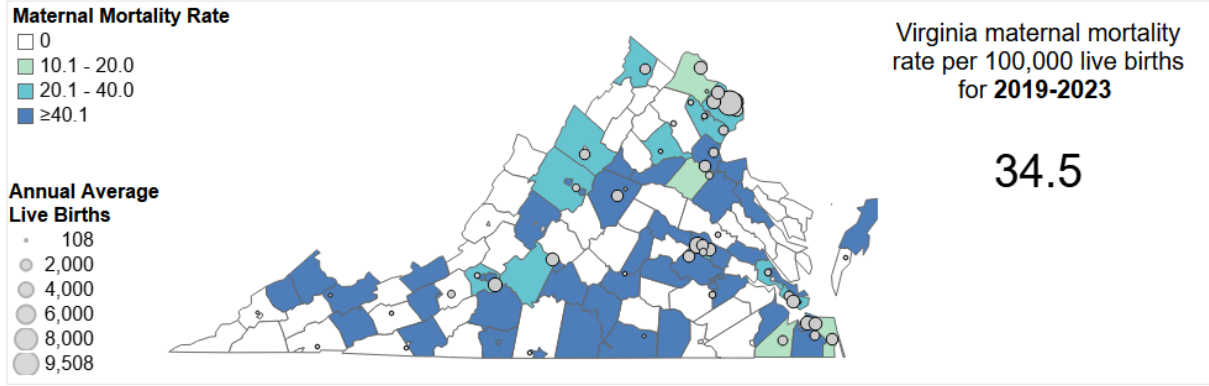 Maternal Mortality Rate
0
10.1 - 20.0
20.1 - 40.0
≥40.1
Annual Average
Live Births
108
2,000
4,000
6,000
8,000
9,508
Virginia maternal mortality
rate per 100,000 live births
for 2019-2023
34.5